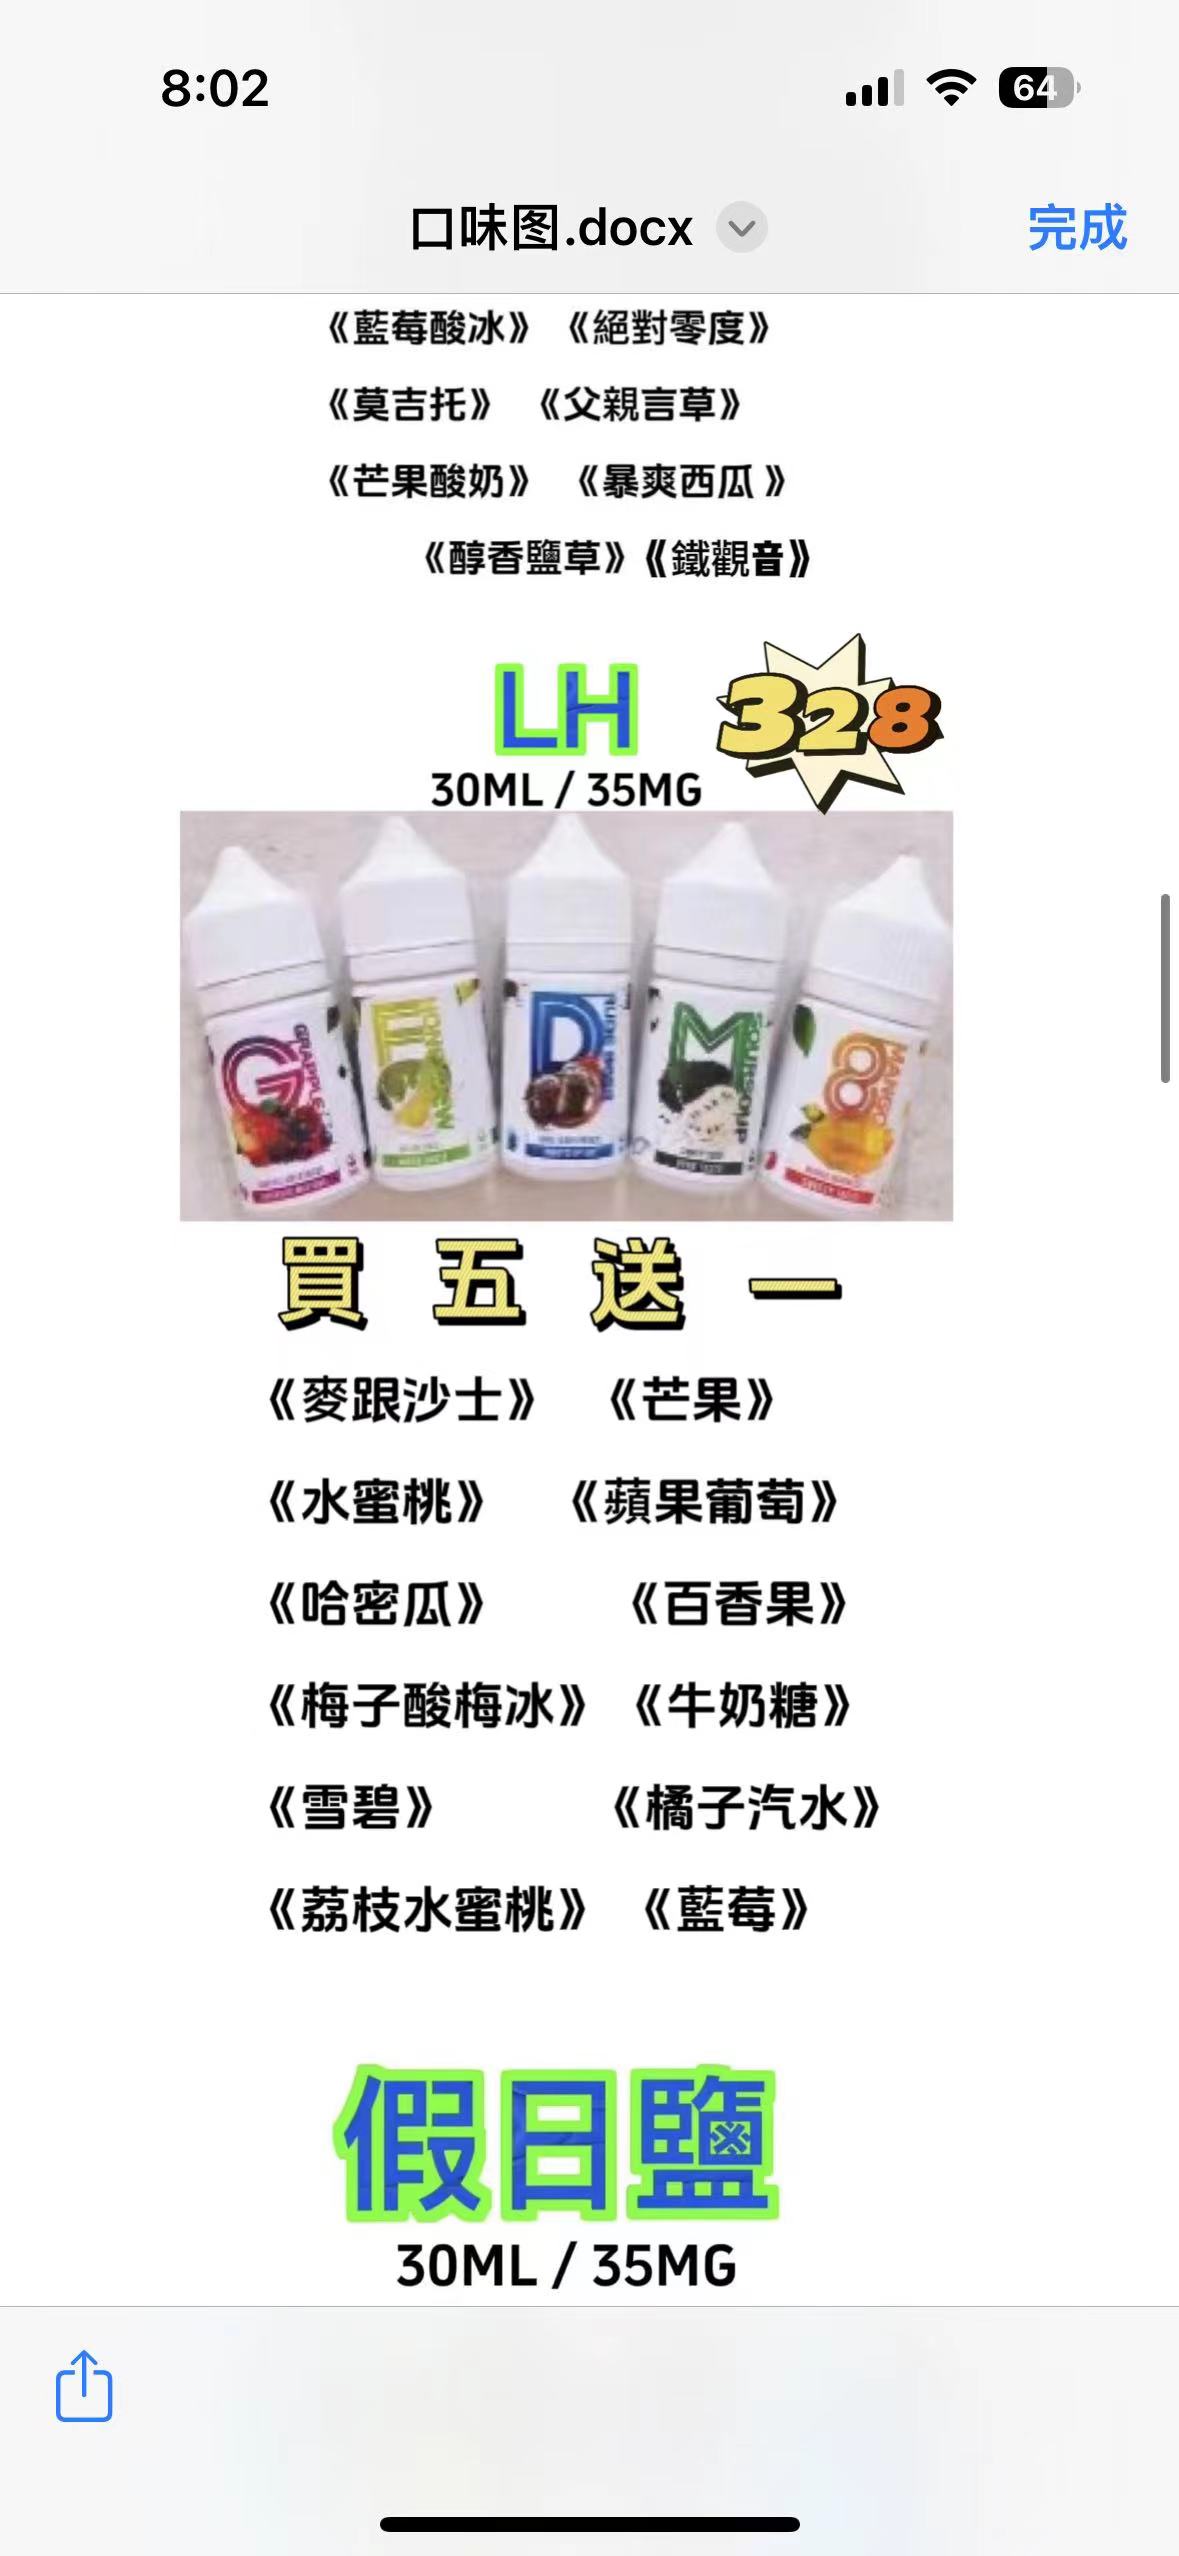 8:02
64
口味图.docx
完成
《藍莓酸冰》 《絕對零度》
《莫吉托》 《父親言草》
《芒果酸奶》 《暴爽西瓜》
《醇香鹽草》《鐵觀音》
LH
328
30ML / 35MG
G
GRAPPLE
D
M
SOURSOUP
8
MANGO
買 五 送 一
《麥跟沙士》 《芒果》
《水蜜桃》 《蘋果葡萄》
《哈密瓜》 《百香果》
《梅子酸梅冰》 《牛奶糖》
《雪碧》 《橘子汽水》
《荔枝水蜜桃》 《藍莓》
假日鹽
30ML / 35MG